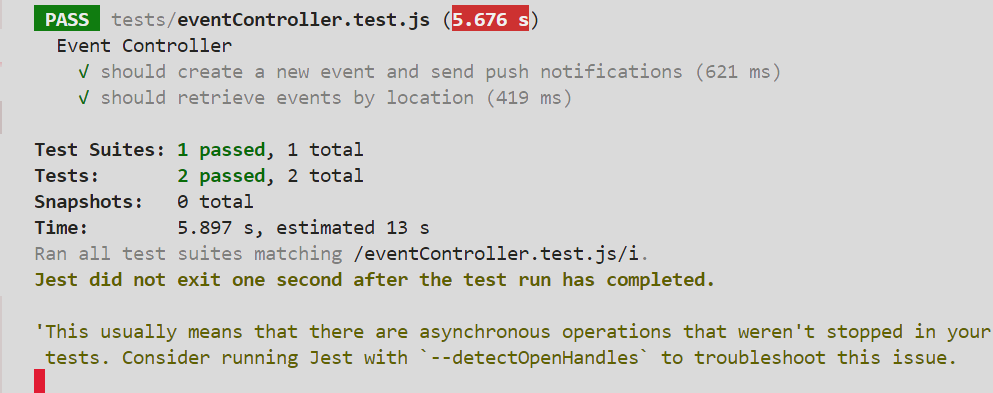 PASS tests/eventController.test.js (5.676 s)
Event Controller
√ should create a new event and send push notifications (621 ms)
√ should retrieve events by location (419 ms)
Test Suites: 1 passed, 1 total
Tests: 2 passed, 2 total
Snapshots: 0 total
Time: 5.897 s, estimated 13 s
Ran all test suites matching /eventController.test.js/i.
Jest did not exit one second after the test run has completed.
'This usually means that there are asynchronous operations that weren't stopped in your
tests. Consider running Jest with `--detectOpenHandles` to troubleshoot this issue.